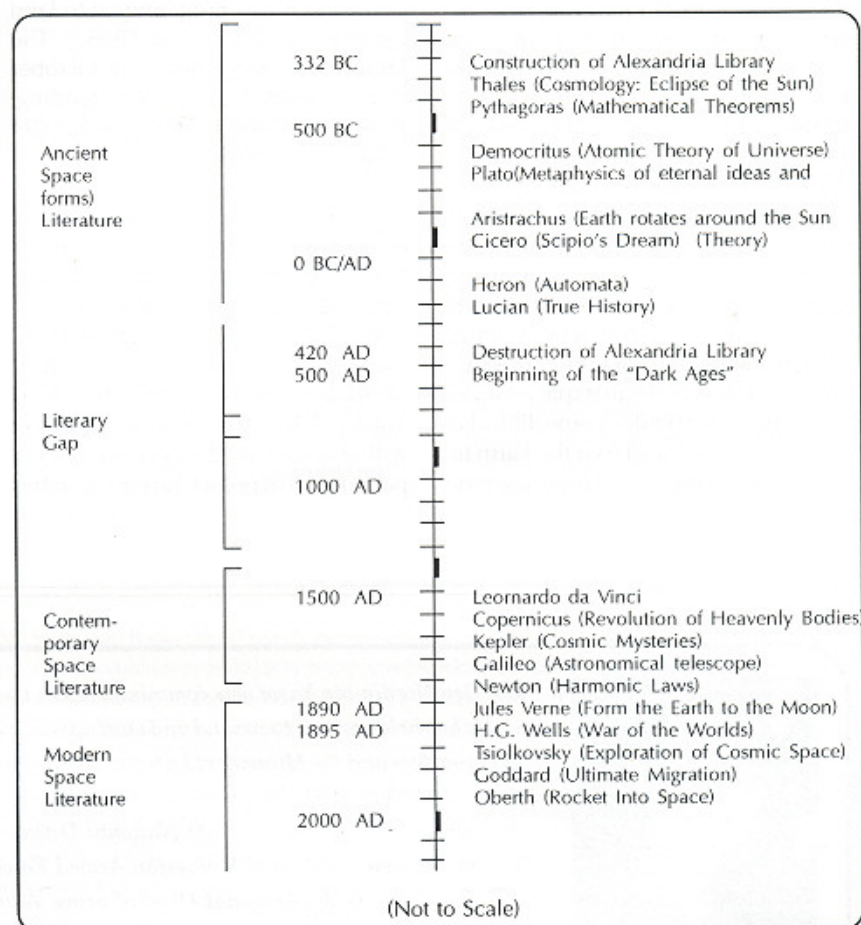 332 BC Construction of Alexandria Library
Thales (Cosmology: Eclipse of the Sun)
Pythagoras (Mathematical Theorems)
500 BC
Ancient Democritus (Atomic Theory of Universe)
Space Plato(Metaphysics of eternal ideas and
forms)
Literature Aristrachus (Earth rotates around the Sun
Cicero (Scipio's Dream) (Theory)
0 BC/AD
Heron (Automata)
Lucian (True History)
420 AD Destruction of Alexandria Library
500 AD Beginning of the "Dark Ages"
Literary
Gap
1000 AD
1500 AD Leornardo da Vinci
Contem- Copernicus (Revolution of Heavenly Bodies)
porary Kepler (Cosmic Mysteries)
Space Galileo (Astronomical telescope)
Literature Newton (Harmonic Laws)
1890 AD Jules Verne (Form the Earth to the Moon)
1895 AD H.G. Wells (War of the Worlds)
Modern Tsiolkovsky (Exploration of Cosmic Space)
Space Goddard (Ultimate Migration)
Literature Oberth (Rocket Into Space)
2000 AD
(Not to Scale)